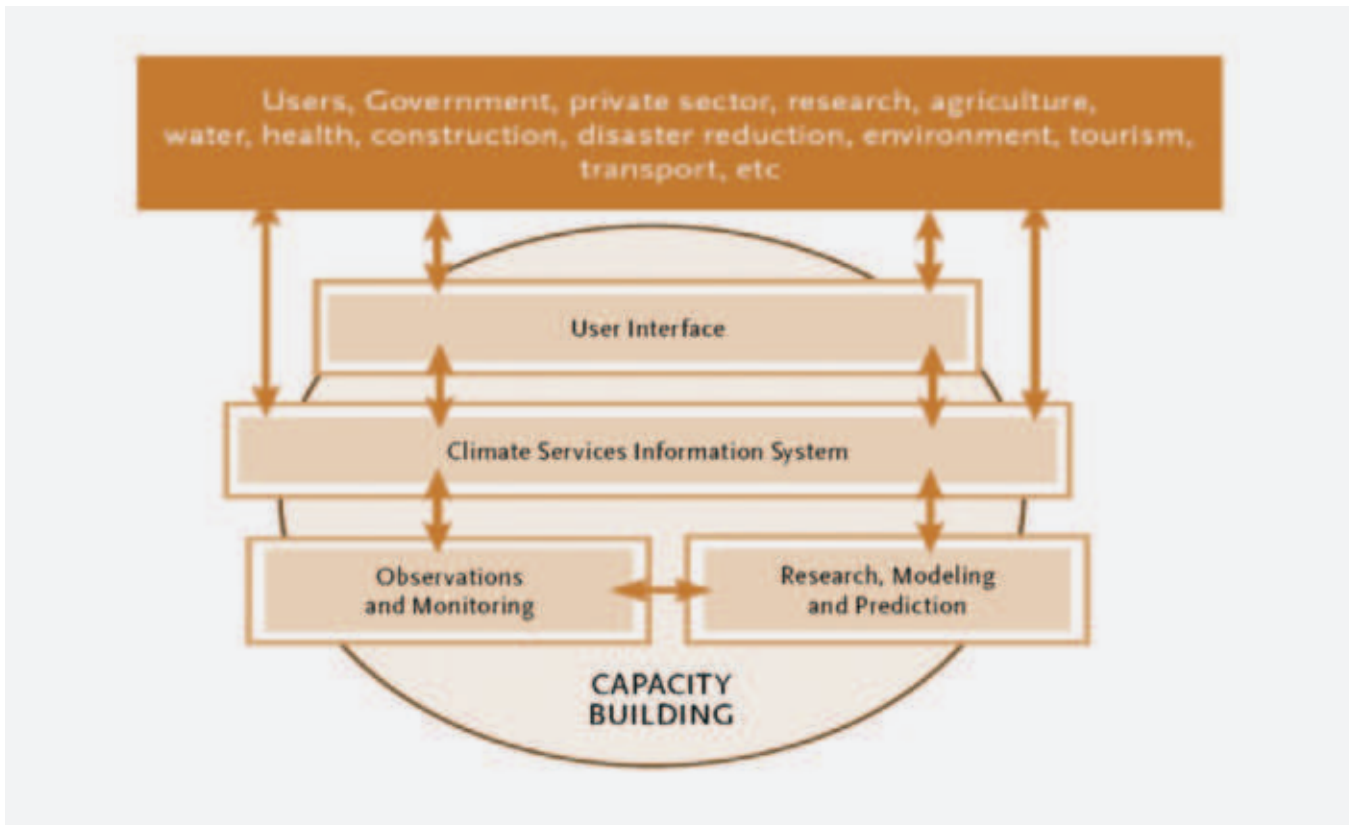 Users, Government, private sector, research, agriculture,
water, health, construction, disaster reduction, environment, tourism,
transport, etc
User Interface
Climate Services Information System
Observations
and Monitoring
Research, Modeling
and Prediction
CAPACITY
BUILDING